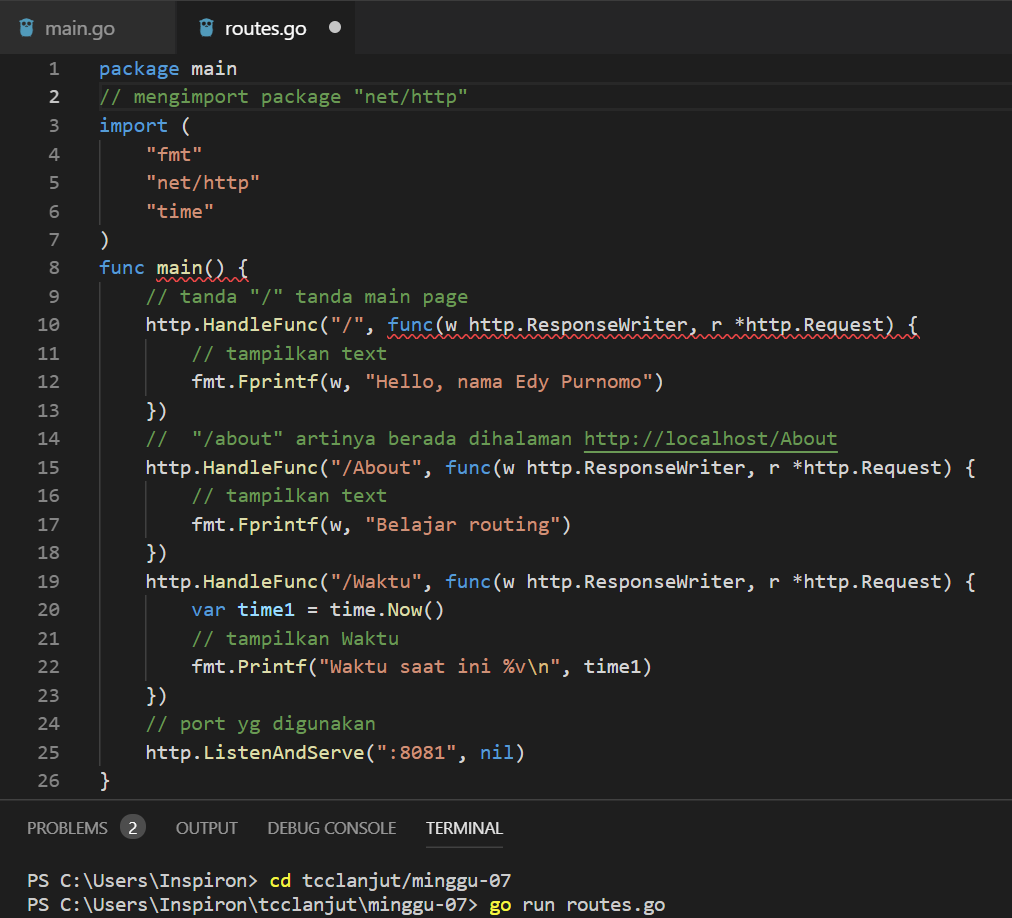 main.go routes.go
1 package main
2 // mengimport package "net/http"
3 import (
4 "fmt"
5 "net/http"
6 "time"
7 )
8 func main() {
9 // tanda "/" tanda main page
10 http.HandleFunc("/", func(w http.ResponseWriter, r *http.Request) {
11 // tampilkan text
12 fmt.Fprintf(w, "Hello, nama Edy Purnomo")
13 })
14 //  "/about" artinya berada dihalaman http://localhost/About
15 http.HandleFunc("/About", func(w http.ResponseWriter, r *http.Request) {
16 // tampilkan text
17 fmt.Fprintf(w, "Belajar routing")
18 })
19 http.HandleFunc("/Waktu", func(w http.ResponseWriter, r *http.Request) {
20 var time1 = time.Now()
21 // tampilkan Waktu
22 fmt.Printf("Waktu saat ini %v\n", time1)
23 })
24 // port yg digunakan
25 http.ListenAndServe(":8081", nil)
26 }
PROBLEMS 2 OUTPUT DEBUG CONSOLE TERMINAL
PS C:\Users\Inspiron> cd tcclanjut/minggu-07
PS C:\Users\Inspiron\tcclanjut\minggu-07> go run routes.go